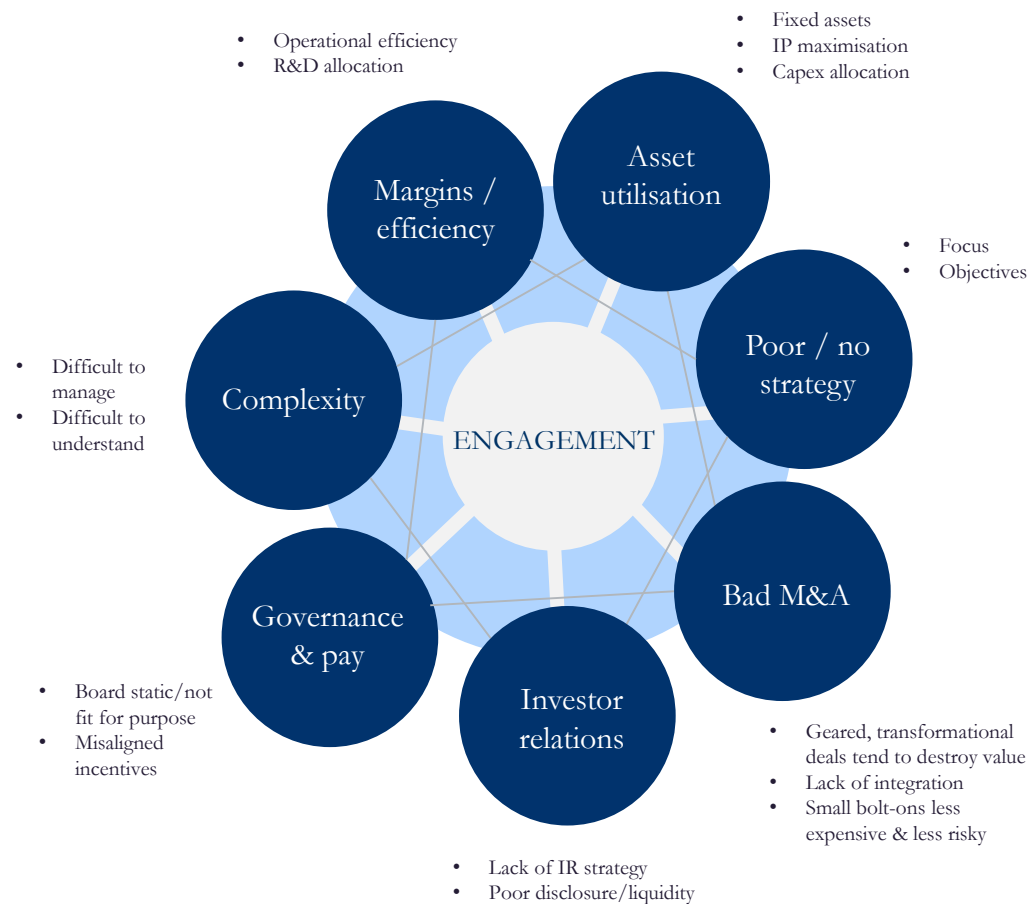 • Operational efficiency
• R&D allocation
• Fixed assets
• IP maximisation
• Capex allocation
Margins /
efficiency
Asset
utilisation
• Focus
• Objectives
Poor / no
strategy
• Difficult to
manage
• Difficult to
understand
Complexity
ENGAGEMENT
Bad M&A
Governance
& pay
Investor
relations
• Board static/not
fit for purpose
• Misaligned
incentives
• Geared, transformational
deals tend to destroy value
• Lack of integration
• Small bolt-ons less
expensive & less risky
• Lack of IR strategy
• Poor disclosure/liquidity